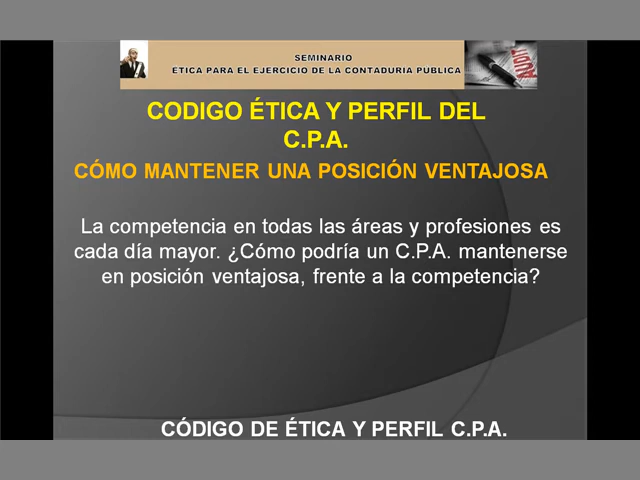 SEMINARIO
ÉTICA PARA EL EJERCICIO DE LA CONTADURIA PÚBLICA
AUDIT
CODIGO ÉTICA Y PERFIL DEL
C.P.A.
CÓMO MANTENER UNA POSICIÓN VENTAJOSA
La competencia en todas las áreas y profesiones es
cada día mayor. ¿Cómo podría un C.P.A. mantenerse
en posición ventajosa, frente a la competencia?
CÓDIGO DE ÉTICA Y PERFIL C.P.A.